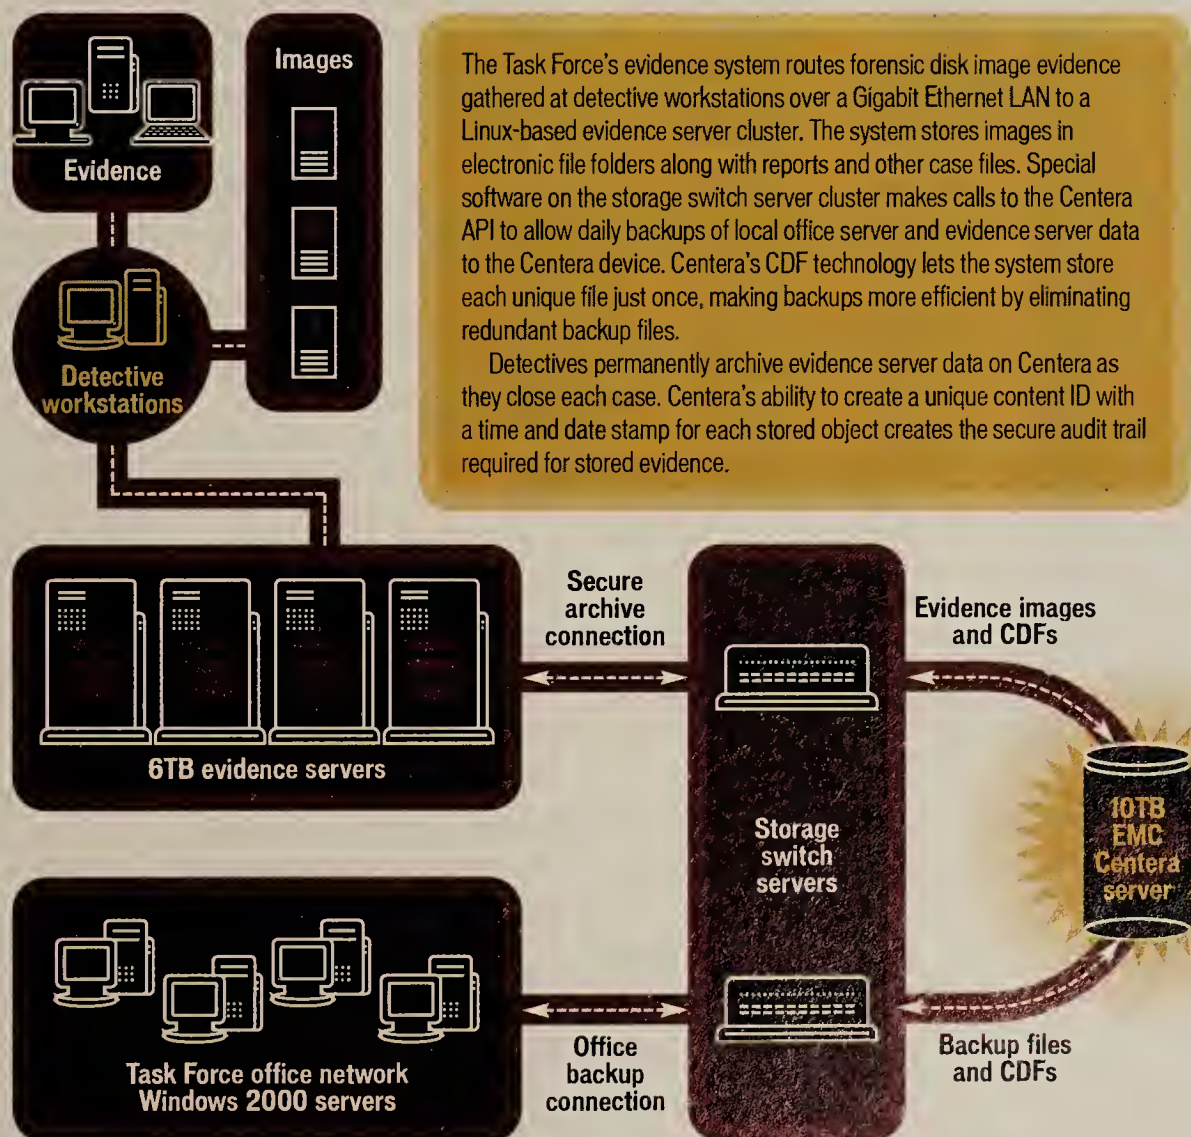 Images
Evidence
Detective
workstations
The Task Force's evidence system routes forensic disk image evidence
gathered at detective workstations over a Gigabit Ethernet LAN to a
Linux-based evidence server cluster. The system stores images in
electronic file folders along with reports and other case files. Special
software on the storage switch server cluster makes calls to the Centera
API to allow daily backups of local office server and evidence server data
to the Centera device. Centera's CDF technology lets the system store
each unique file just once, making backups more efficient by eliminating
redundant backup files.
Detectives permanently archive evidence server data on Centera as
they close each case. Centera's ability to create a unique content ID with
a time and date stamp for each stored object creates the secure audit trail
required for stored evidence.
6TB evidence servers
Secure
archive
connection
Evidence images
and CDFs
Storage
switch
servers
10TB
EMC
Centera
server
Task Force office network
Windows 2000 servers
Office
backup
connection
Backup files
and CDFs